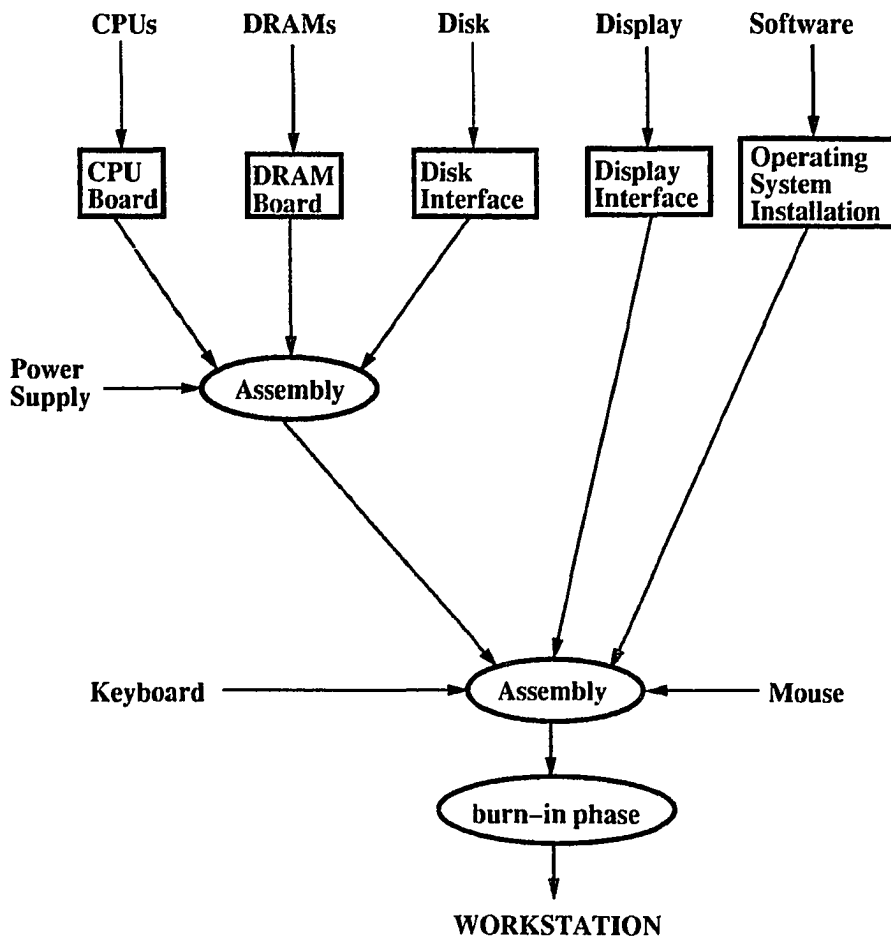 CPUs
DRAMs
Disk
Display
Software
CPU
Board
DRAM
Board
Disk
Interface
Display
Interface
Operating
System
Installation
Power
Supply
Assembly
Keyboard
Assembly
Mouse
burn-in phase
WORKSTATION